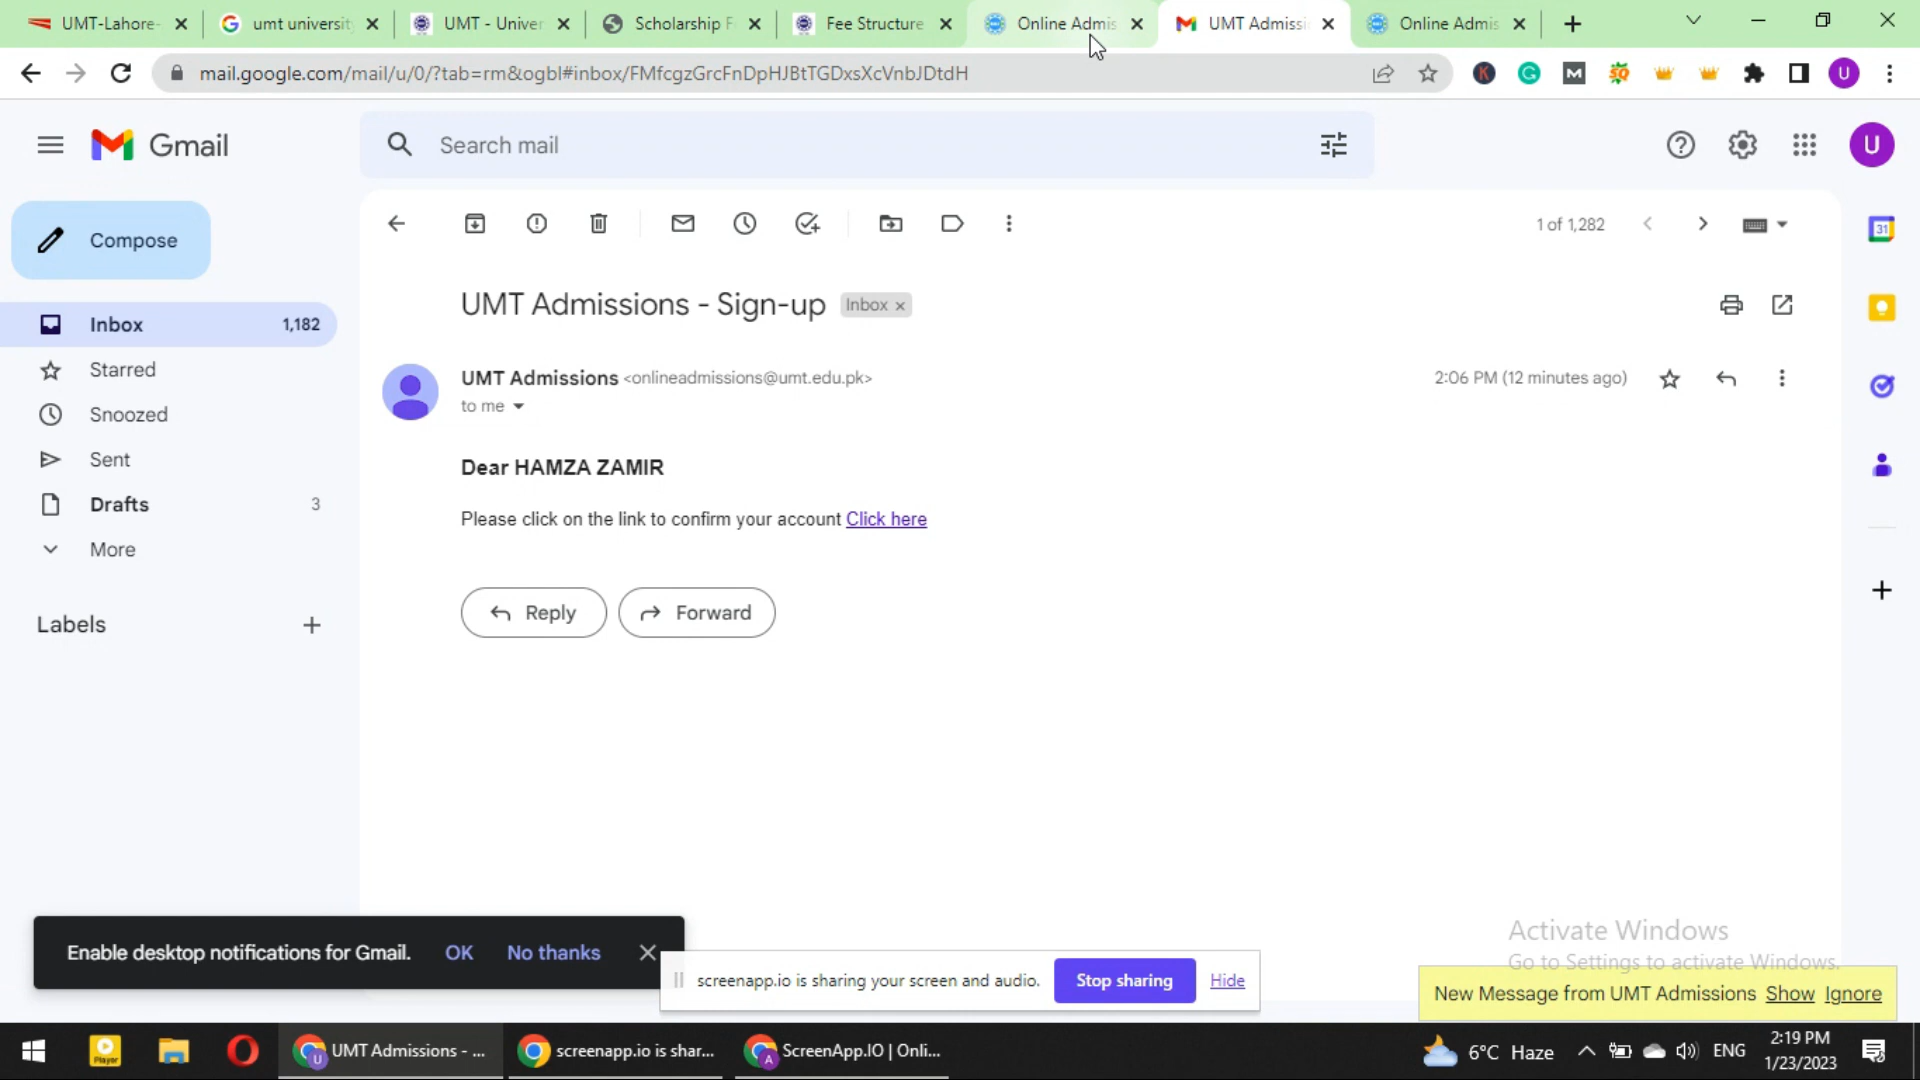 UMT-Lahore-
umt universit
UMT - Univer
Scholarship F
Fee Structure
Online Admis
UMT Admissi
Online Admis
mail.google.com/mail/u/0/?tab=rm&ogbl#inbox/FMfcgzGrcFnDpHJBtTGDxsXcVnbJDtdH
U
Gmail
Search mail
U
Compose
1 of 1,282
31
UMT Admissions - Sign-up
Inbox x
Inbox 1,182
Starred
Snoozed
Sent
Drafts 3
More
Labels
UMT Admissions <onlineadmissions@umt.edu.pk>
2:06 PM (12 minutes ago)
to me
Dear HAMZA ZAMIR
Please click on the link to confirm your account Click here
Reply
Forward
Enable desktop notifications for Gmail. OK No thanks
screenapp.io is sharing your screen and audio. Stop sharing Hide
Activate Windows
Go to Settings to activate Windows.
New Message from UMT Admissions Show Ignore
Player
UMT Admissions - ...
screenapp.io is shar...
ScreenApp.IO | Onli...
6°C Haze
ENG
2:19 PM
1/23/2023